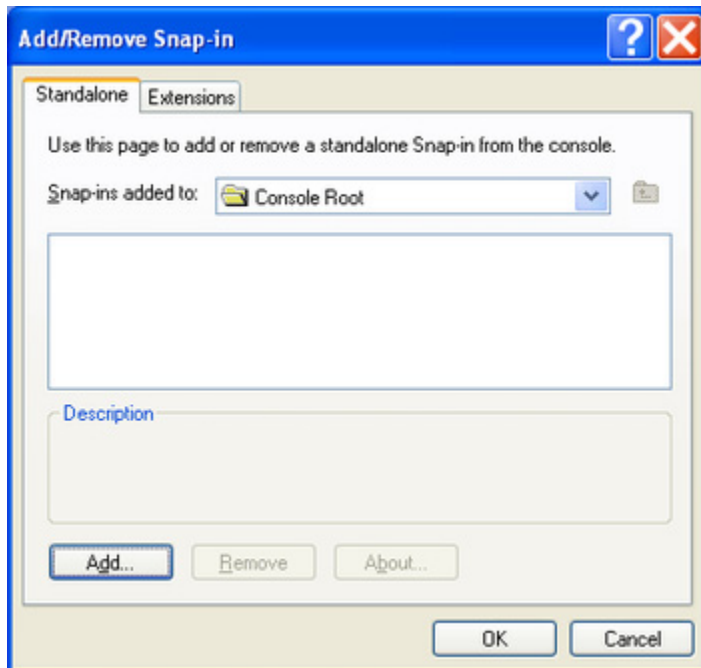 Add/Remove Snap-in
Standalone Extensions
Use this page to add or remove a standalone Snap-in from the console.
Snap-ins added to: Console Root
Description
Add... Remove About...
OK Cancel